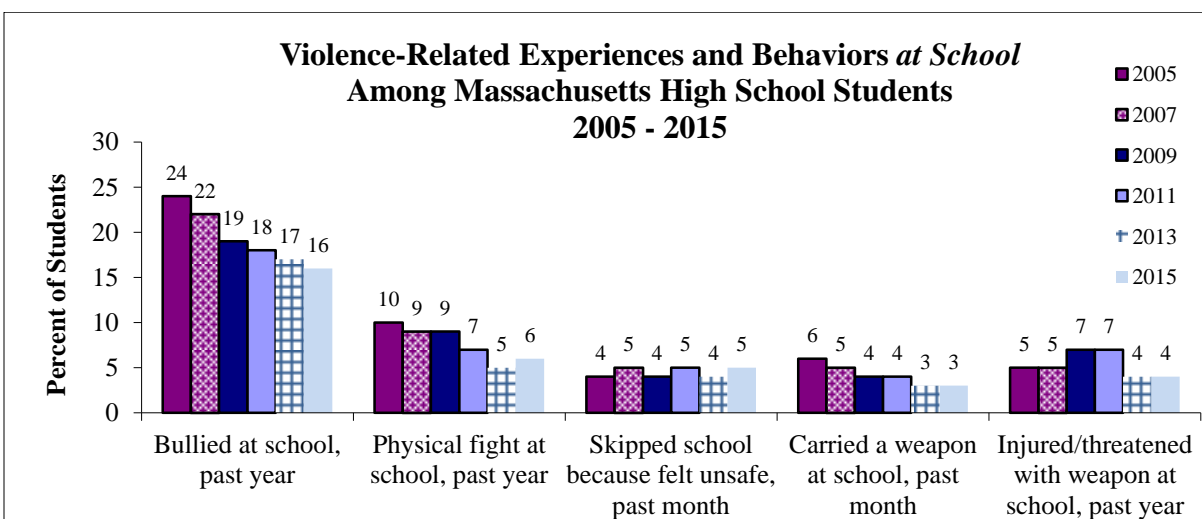 Violence-Related Experiences and Behaviors at School
Among Massachusetts High School Students
2005 - 2015
2005
2007
2009
2011
2013
2015
Percent of Students
30
25
20
15
10
5
0
24
22
19
18
17
16
10
9
9
7
5
6
4
5
4
5
4
5
6
5
4
4
3
3
5
5
7
7
4
4
Bullied at school,
past year
Physical fight at
school, past year
Skipped school
because felt unsafe,
past month
Carried a weapon
at school, past
month
Injured/threatened
with weapon at
school, past year